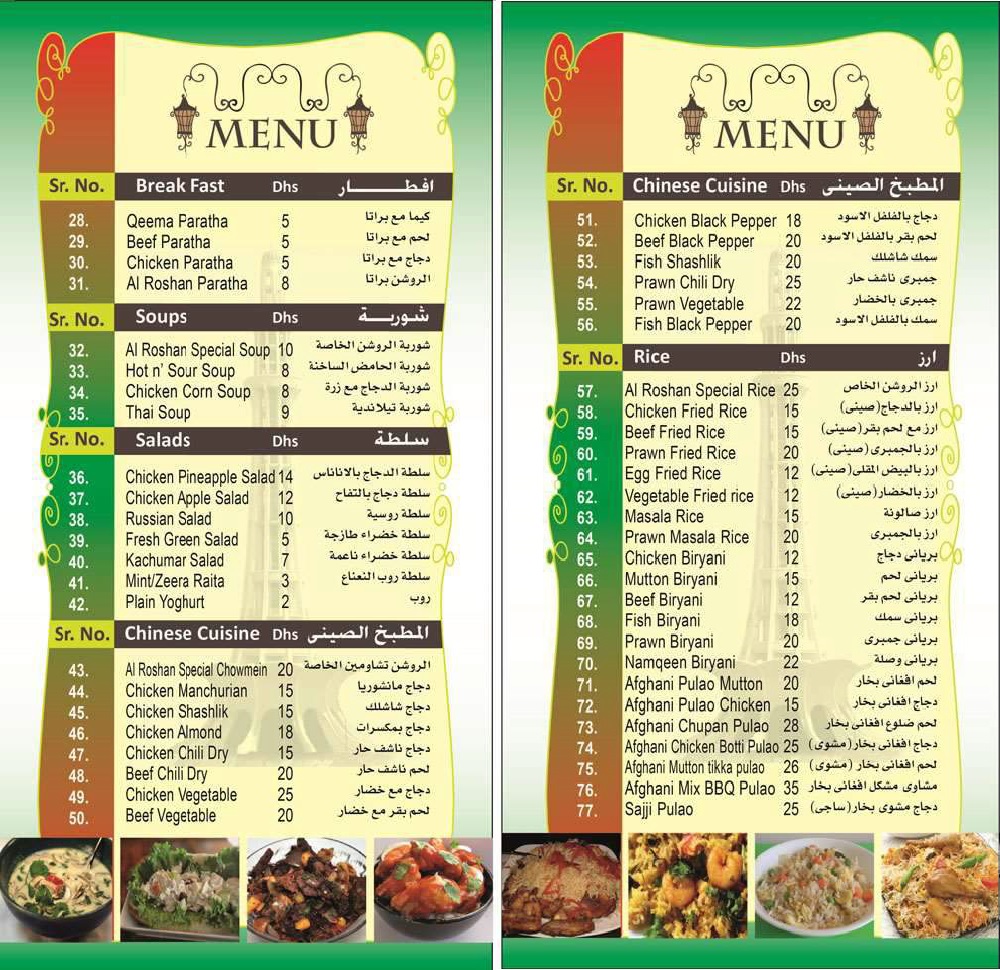 MENU
Sr. No. Break Fast Dhs افطــــار
28. Qeema Paratha 5 كيما مع براتا
29. Beef Paratha 5 لحم مع براتا
30. Chicken Paratha 5 دجاج مع براتا
31. Al Roshan Paratha 8 الروشن براتا
Sr. No. Soups Dhs شوربــة
32. Al Roshan Special Soup 10 شوربة الروشن الخاصة
33. Hot n' Sour Soup 8 شوربة الحامض الساخنة
34. Chicken Corn Soup 8 شوربة الدجاج مع زرة
35. Thai Soup 9 شوربة تيلاندية
Sr. No. Salads Dhs سلطة
36. Chicken Pineapple Salad 14 سلطة الدجاج بالاناناس
37. Chicken Apple Salad 12 سلطة دجاج بالتفاح
38. Russian Salad 10 سلطة روسية
39. Fresh Green Salad 5 سلطة خضراء طازجة
40. Kachumar Salad 7 سلطة خضراء ناعمة
41. Mint/Zeera Raita 3 سلطة روب النعناع
42. Plain Yoghurt 2 روب
Sr. No. Chinese Cuisine Dhs المطبخ الصينى
43. Al Roshan Special Chowmein 20 الروشن تشاومين الخاصة
44. Chicken Manchurian 15 دجاج مانشوريا
45. Chicken Shashlik 15 دجاج شاشلك
46. Chicken Almond 18 دجاج بمكسرات
47. Chicken Chili Dry 15 دجاج ناشف حار
48. Beef Chili Dry 20 لحم ناشف حار
49. Chicken Vegetable 25 دجاج مع خضار
50. Beef Vegetable 20 لحم بقر مع خضار
MENU
Sr. No. Chinese Cuisine Dhs المطبخ الصينى
51. Chicken Black Pepper 18 دجاج بالفلفل الاسود
52. Beef Black Pepper 20 لحم بقر بالفلفل الاسود
53. Fish Shashlik 20 سمك شاشلك
54. Prawn Chili Dry 25 جمبرى ناشف حار
55. Prawn Vegetable 22 جمبرى بالخضار
56. Fish Black Pepper 20 سمك بالفلفل الاسود
Sr. No. Rice Dhs ارز
57. Al Roshan Special Rice 25 ارز الروشن الخاص
58. Chicken Fried Rice 15 ارز بالدجاج (صينى)
59. Beef Fried Rice 15 ارز مع لحم بقر (صينى)
60. Prawn Fried Rice 20 ارز بالجمبرى (صينى)
61. Egg Fried Rice 12 ارز بالبيض المقلى (صينى)
62. Vegetable Fried rice 12 ارز بالخضار (صينى)
63. Masala Rice 15 ارز صالونة
64. Prawn Masala Rice 20 ارز بالجمبرى
65. Chicken Biryani 12 بريانى دجاج
66. Mutton Biryani 15 بريانى لحم
67. Beef Biryani 12 بريانى لحم بقر
68. Fish Biryani 18 بريانى سمك
69. Prawn Biryani 20 بريانى جمبرى
70. Namqeen Biryani 22 بريانى وصلة
71. Afghani Pulao Mutton 20 لحم افغانى بخار
72. Afghani Pulao Chicken 15 دجاج افغانى بخار
73. Afghani Chupan Pulao 28 لحم ضلوع افغانى بخار
74. Afghani Chicken Botti Pulao 25 دجاج افغانى بخار (مشوى)
75. Afghani Mutton tikka pulao 26 لحم افغانى بخار (مشوى)
76. Afghani Mix BBQ Pulao 35 مشاوى مشكل افغانى بخار
77. Sajji Pulao 25 دجاج مشوى بخار (ساجى)